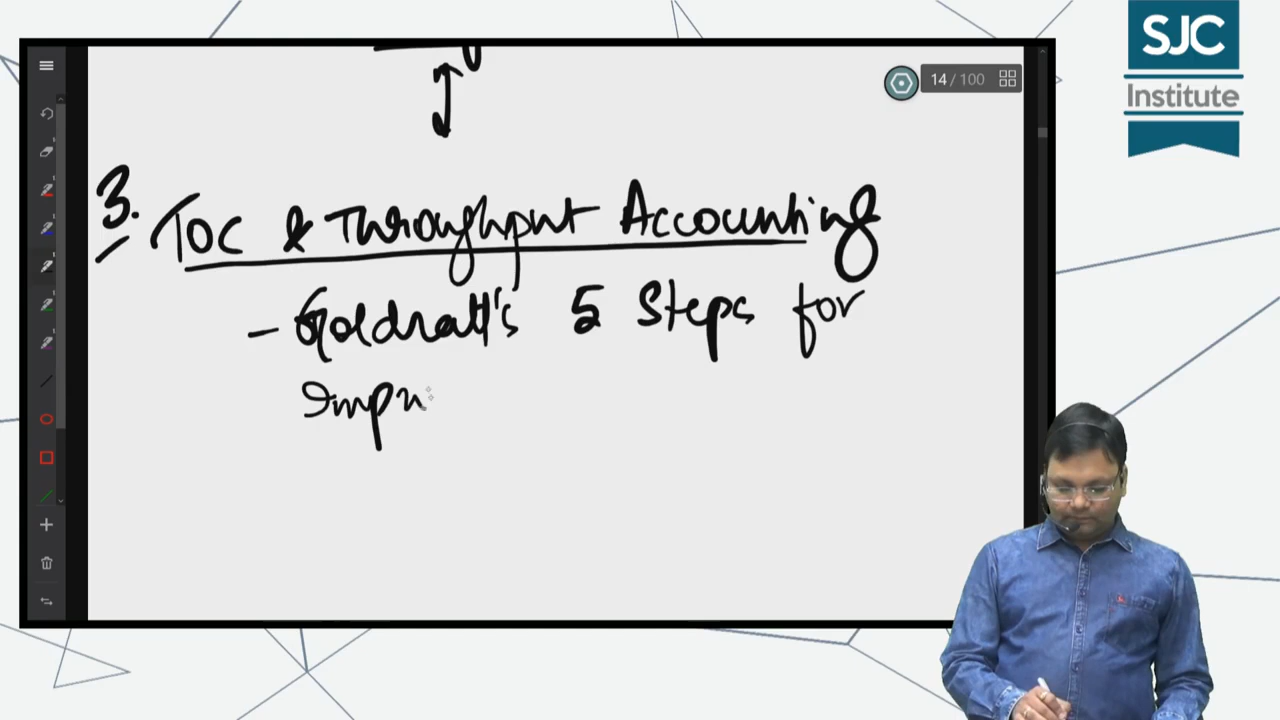 SJC
Institute
14 / 100
3. TOC & Throughput Accounting
- Goldratt's 5 Steps for
Impr